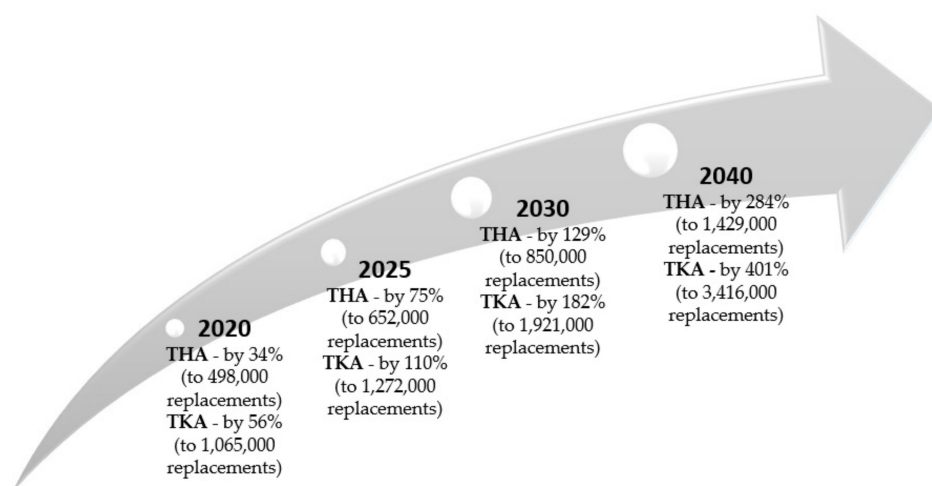 2020
THA - by 34%
(to 498,000
replacements)
TKA - by 56%
(to 1,065,000
replacements)
2025
THA - by 75%
(to 652,000
replacements)
TKA - by 110%
(to 1,272,000
replacements)
2030
THA - by 129%
(to 850,000
replacements)
TKA - by 182%
(to 1,921,000
replacements)
2040
THA - by 284%
(to 1,429,000
replacements)
TKA - by 401%
(to 3,416,000
replacements)